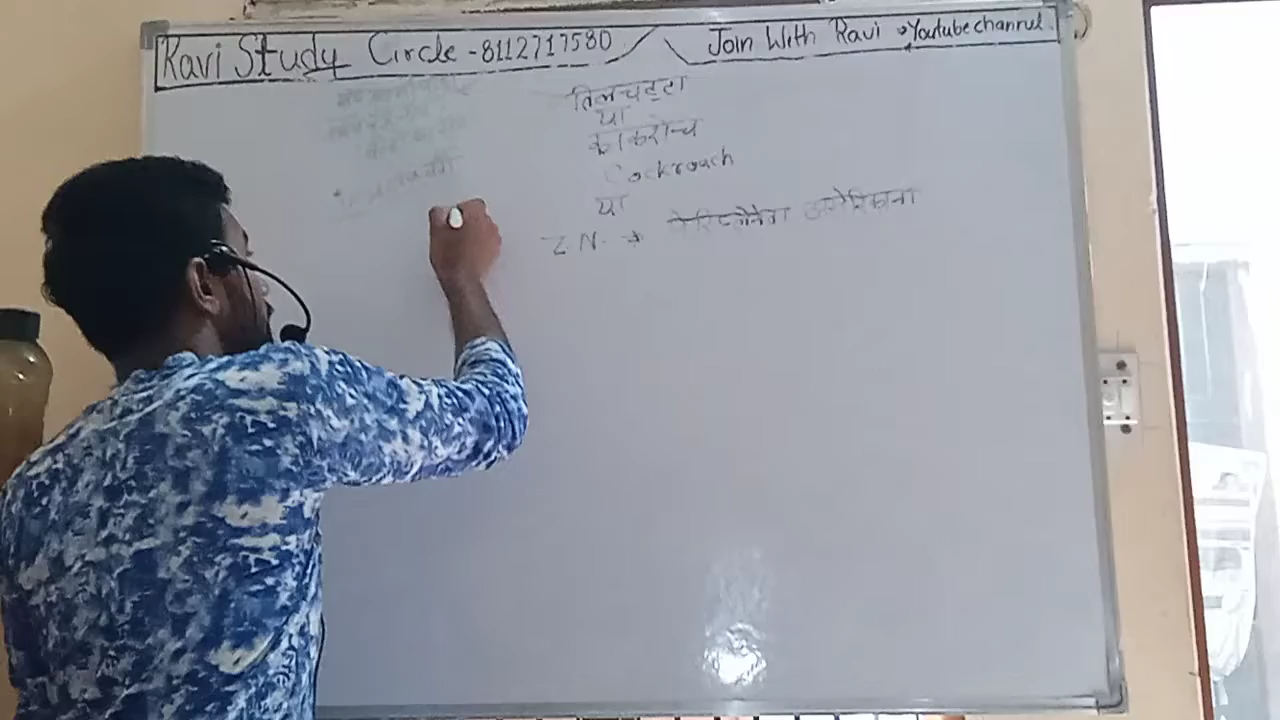 Ravi Study Circle - 8112717580
Join With Ravi Youtube channel.
तिलचट्टा
या
काकरोच
Cockroach
या
Z.N. → पेरिप्लेनेटा अमेरिकाना